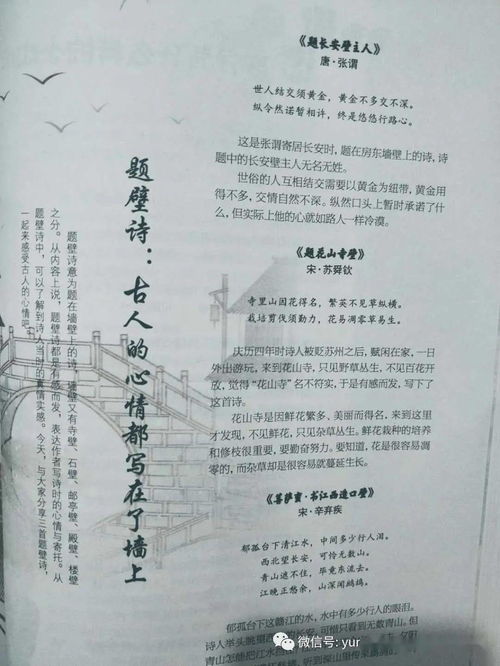 题壁诗：古人的心情都写在了墙上
题壁诗意为题在墙壁上的诗，墙壁又有寺壁、石壁、邮亭壁、殿壁、楼壁
之分。从内容上说，题壁诗都是有感而发，表达作者写诗时的心情与寄托。从
题壁诗中，可以了解到诗人当时的真情实感。今天，与大家分享三首题壁诗，
一起来感受古人的心情吧。
《题长安壁主人》
唐·张谓
世人结交须黄金，黄金不多交不深。
纵令然诺暂相许，终是悠悠行路心。
这是张谓寄居长安时，题在房东墙壁上的诗，诗
题中的长安壁主人无名无姓。
世俗的人互相结交需要以黄金为纽带，黄金用
得不多，交情自然不深。纵然口头上暂时承诺了什
么，但实际上他的心就如路人一样冷漠。
《题花山寺壁》
宋·苏舜钦
寺里山因花得名，繁英不见草纵横。
栽培剪伐须勤力，花易凋零草易生。
庆历四年时诗人被贬苏州之后，赋闲在家，一日
外出游玩，来到花山寺，只见野草丛生，不见百花开
放，觉得“花山寺”名不符实，于是有感而发，写下了
这首诗。
花山寺是因鲜花繁多、美丽而得名，来到这里
才发现，不见鲜花，只见杂草丛生。鲜花栽种的培养
和修枝很重要，要勤奋努力。要知道，花是很容易凋
零的，而杂草却是很容易就蔓延生长。
《菩萨蛮·书江西造口壁》
宋·辛弃疾
郁孤台下清江水，中间多少行人泪。
西北望长安，可怜无数山。
青山遮不住，毕竟东流去。
江晚正愁余，山深闻鹧鸪。
郁孤台下这赣江的水，水中有多少行人的眼泪。
诗人举头眺望 可惜只看到无数青山。但
青山怎能把江水挡
微信号: yur